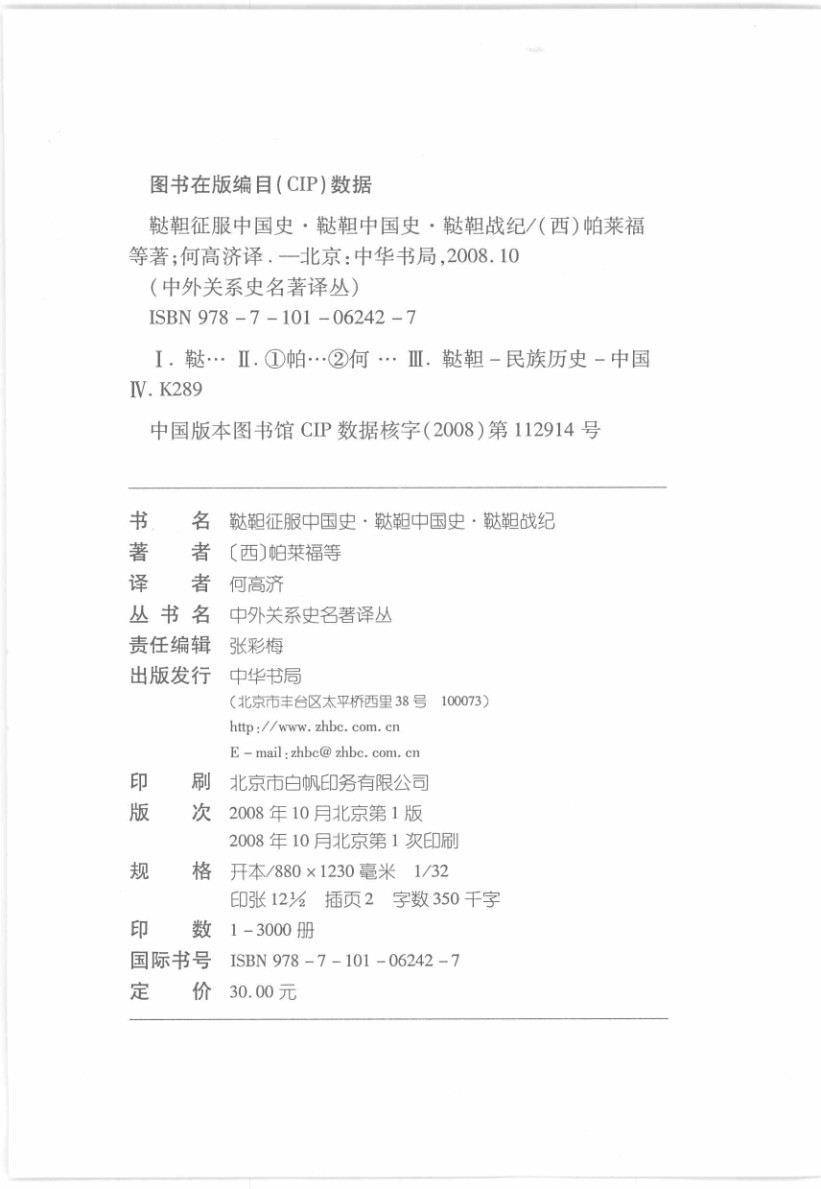 图书在版编目(CIP)数据
鞑靼征服中国史·鞑靼中国史·鞑靼战纪/(西)帕莱福
等著;何高济译.—北京:中华书局,2008.10
(中外关系史名著译丛)
ISBN 978-7-101-06242-7
Ⅰ.鞑… Ⅱ.①帕…②何… Ⅲ.鞑靼-民族历史-中国
Ⅳ.K289
中国版本图书馆CIP数据核字(2008)第112914号
书名 鞑靼征服中国史·鞑靼中国史·鞑靼战纪
著者 〔西〕帕莱福等
译者 何高济
丛书名 中外关系史名著译丛
责任编辑 张彩梅
出版发行 中华书局
(北京市丰台区太平桥西里38号 100073)
http://www.zhbc.com.cn
E-mail:zhbc@zhbc.com.cn
印刷 北京市白帆印务有限公司
版次 2008年10月北京第1版
2008年10月北京第1次印刷
规格 开本/880×1230毫米 1/32
印张12½ 插页2 字数350千字
印数 1-3000册
国际书号 ISBN 978-7-101-06242-7
定价 30.00元